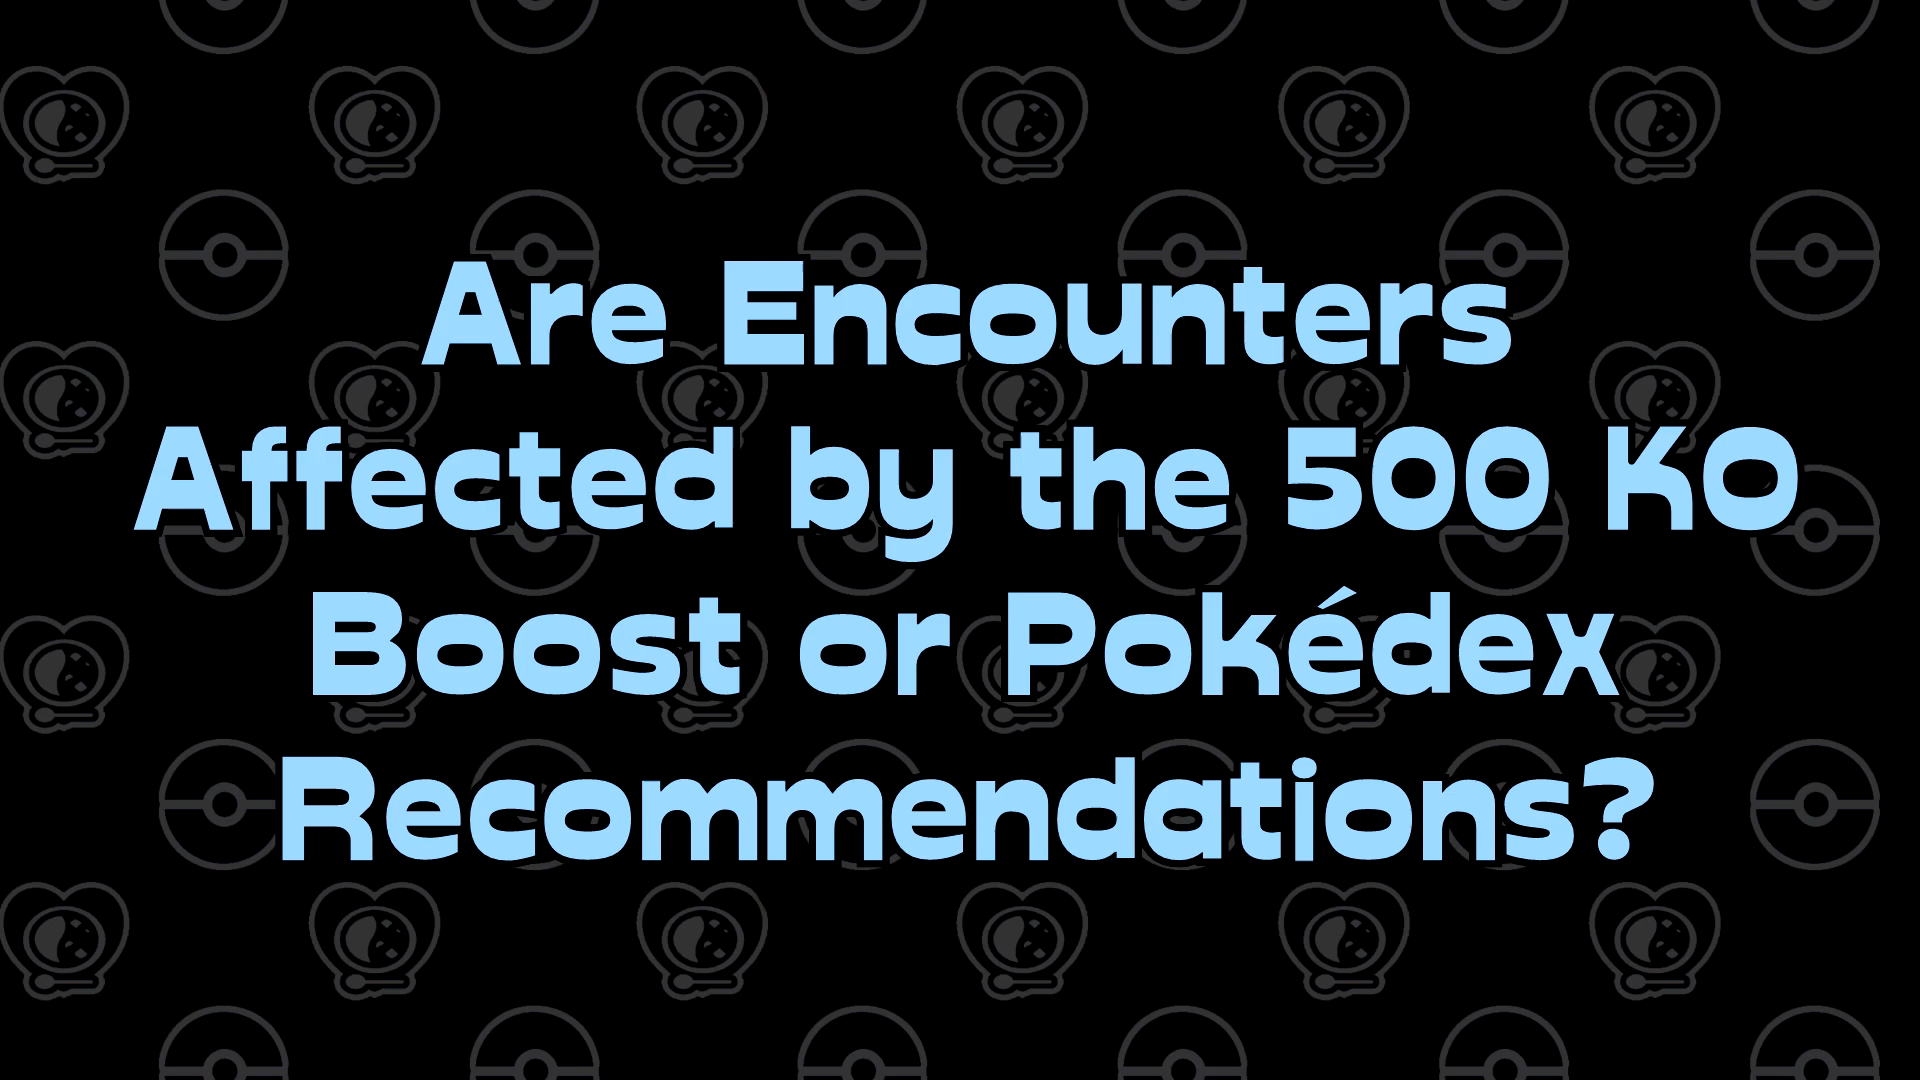 Are Encounters
Affected by the 500 KO
Boost or Pokédex
Recommendations?